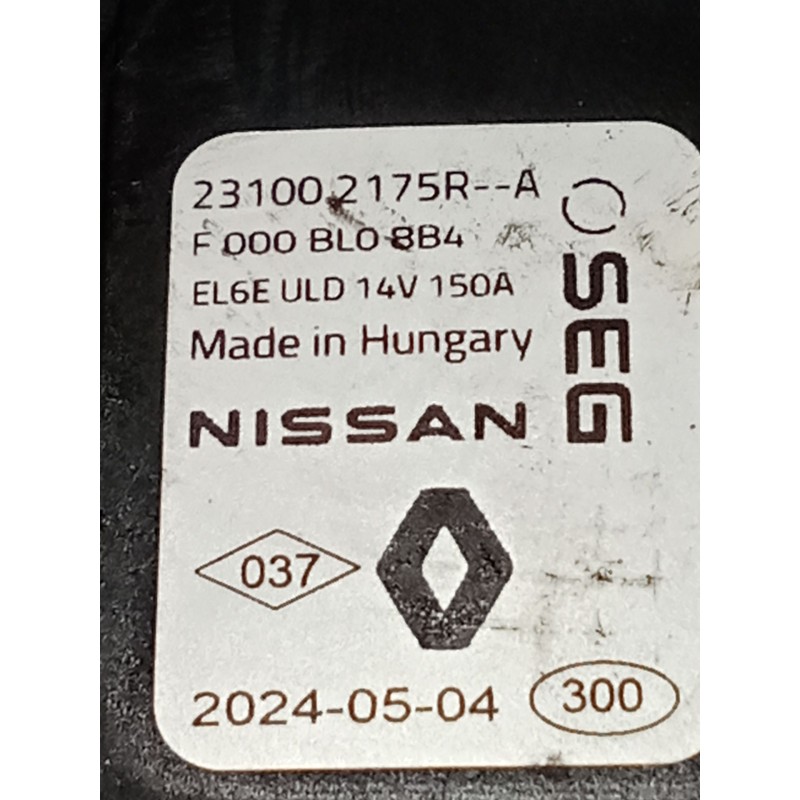 23100 2175R--A
F 000 BL0 8B4
EL6E ULD 14V 150A
Made in Hungary
NISSAN
SEG
037
2024-05-04
300